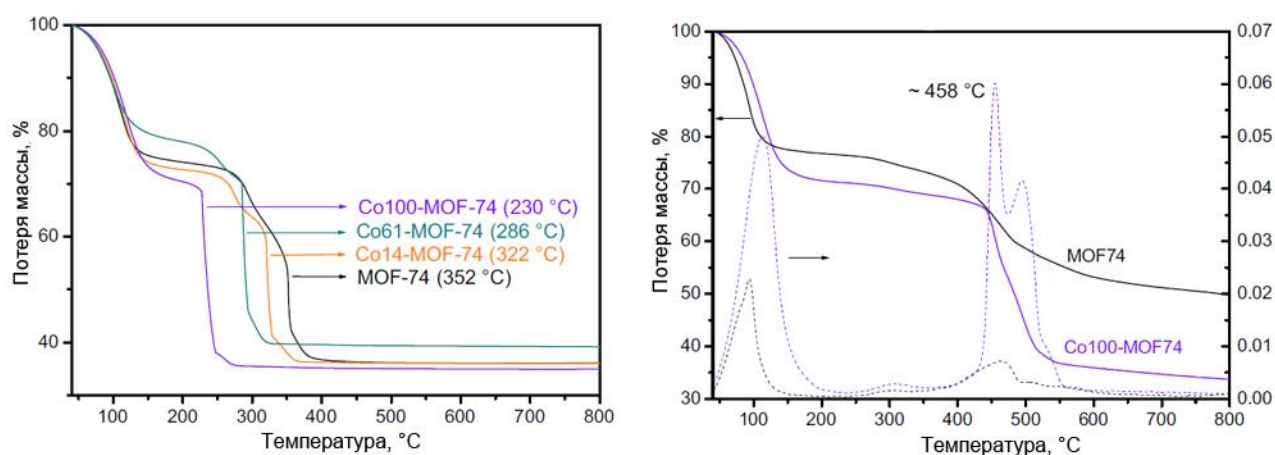 Потеря массы, %
100
80
60
40
Co100-MOF-74 (230 °C)
Co61-MOF-74 (286 °C)
Co14-MOF-74 (322 °C)
MOF-74 (352 °C)
100 200 300 400 500 600 700 800
Температура, °C
Потеря массы, %
100
90
80
70
60
50
40
30
~ 458 °C
MOF74
Co100-MOF74
0.07
0.06
0.05
0.04
0.03
0.02
0.01
0.00
100 200 300 400 500 600 700 800
Температура, °C